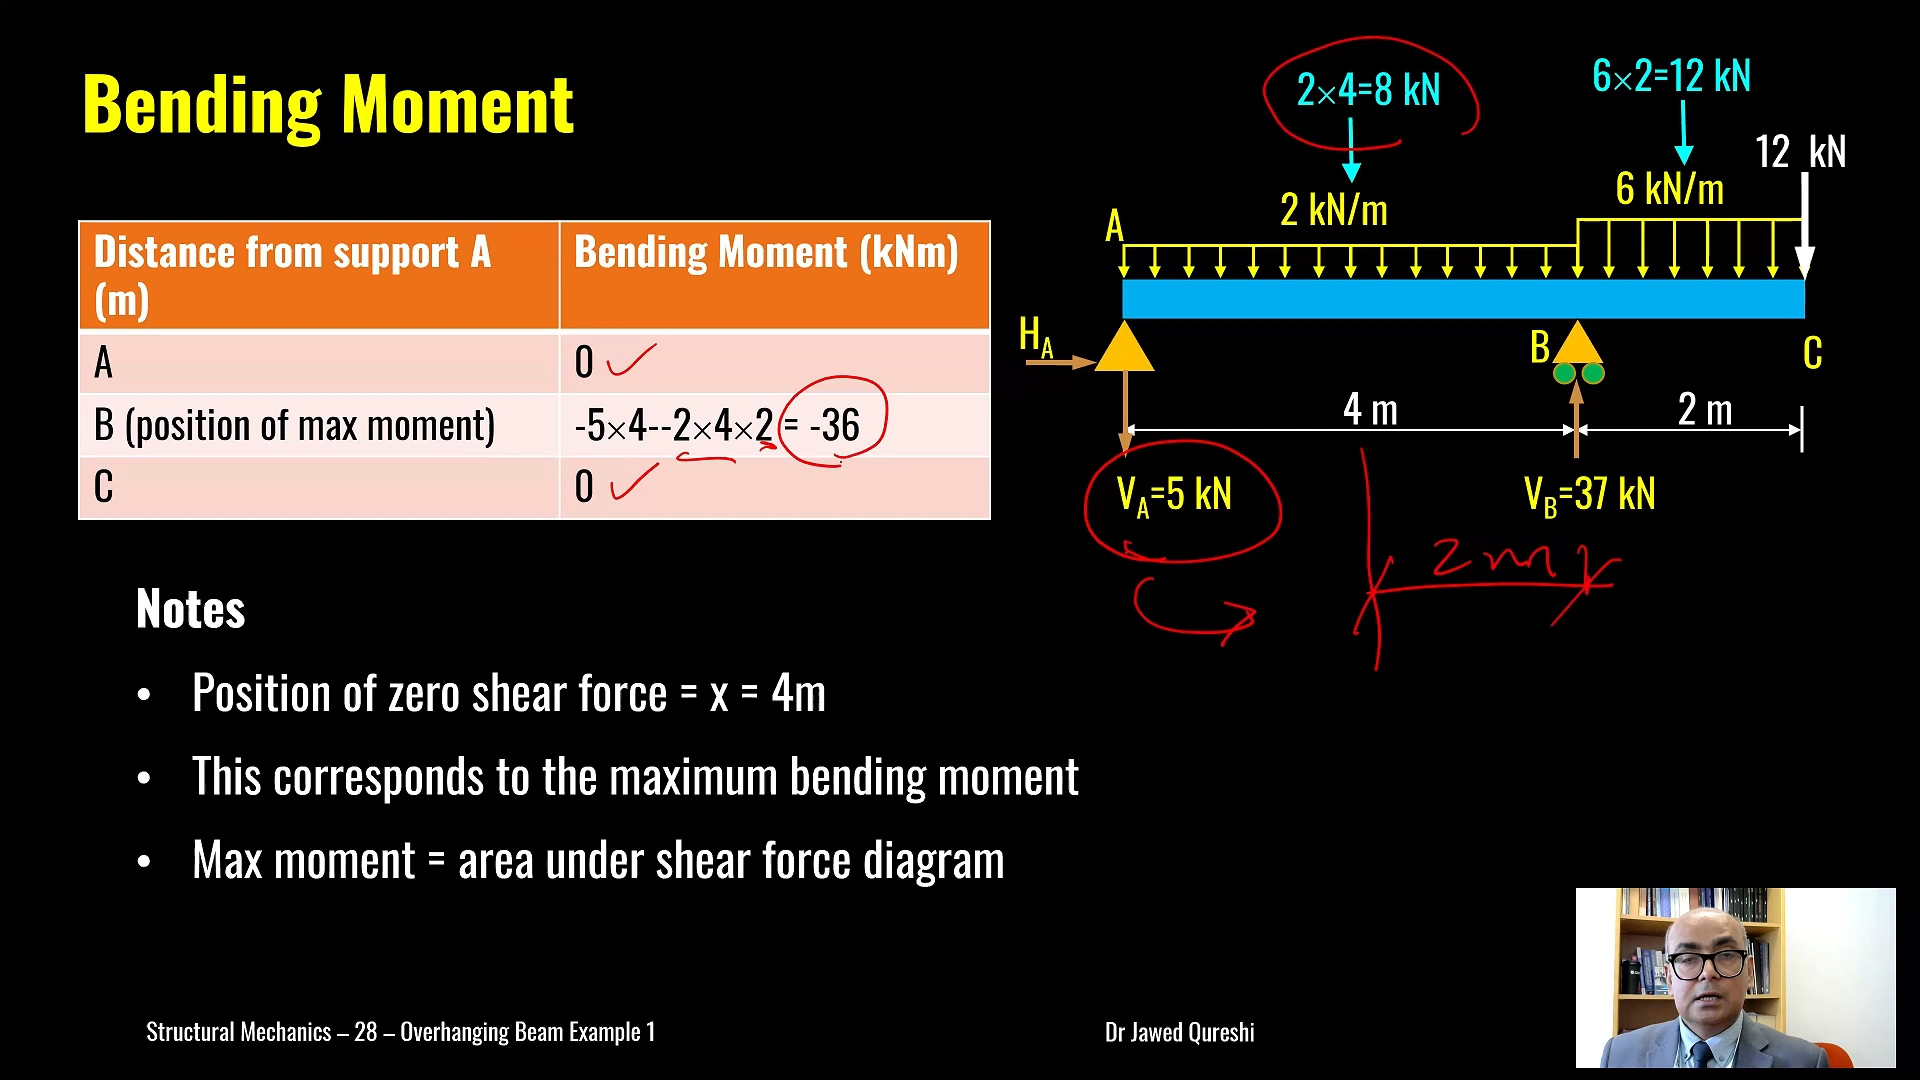 Bending Moment
Distance from support A
(m)
Bending Moment (kNm)
A
0
B (position of max moment)
-5×4--2×4×2 = -36
C
0
Notes
• Position of zero shear force = x = 4m
• This corresponds to the maximum bending moment
• Max moment = area under shear force diagram
2×4=8 kN
6×2=12 kN
12 kN
2 kN/m
6 kN/m
A
HA
B
C
4 m
2 m
VA=5 kN
VB=37 kN
2m
Structural Mechanics – 28 – Overhanging Beam Example 1
Dr Jawed Qureshi